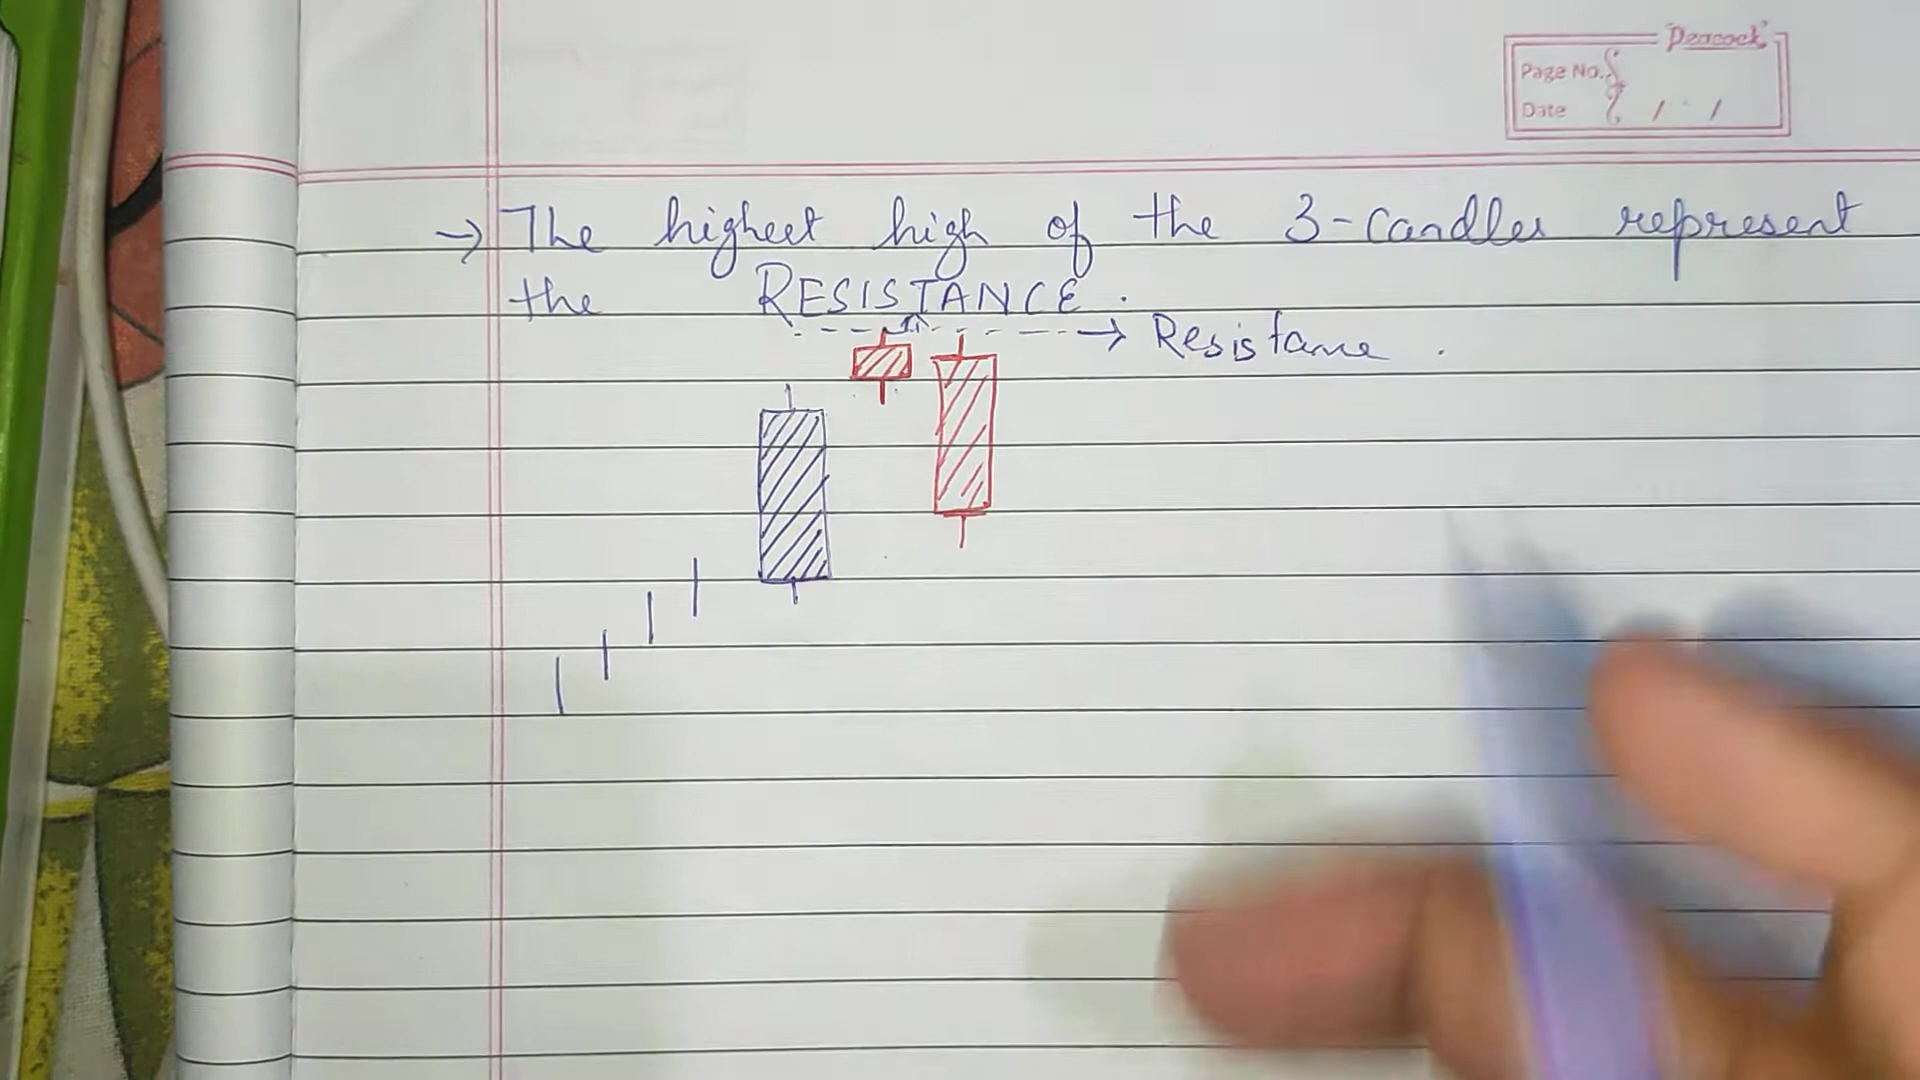 Peacock
Page No.
Date / /
→ The highest high of the 3-candles represent
the RESISTANCE.
→ Resistance.